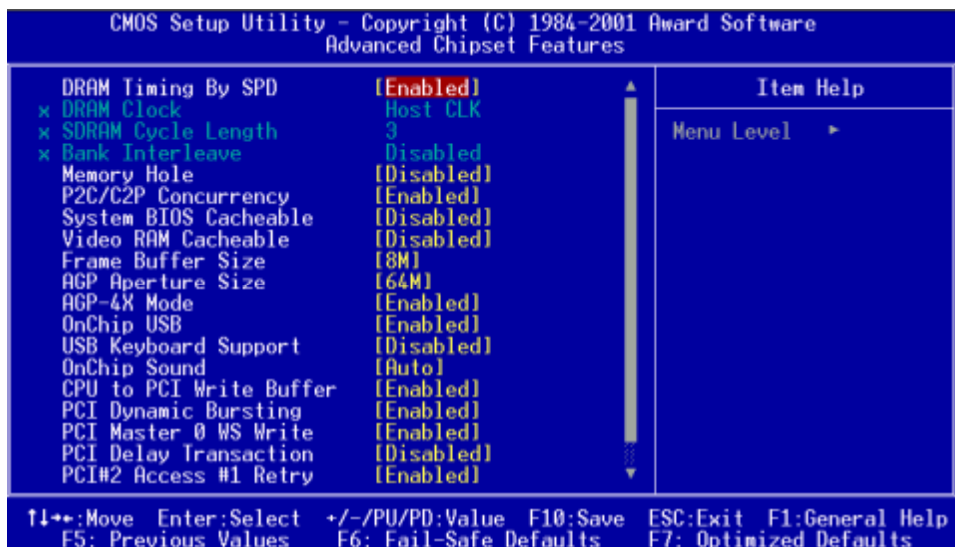 CMOS Setup Utility - Copyright (C) 1984-2001 Award Software
Advanced Chipset Features
DRAM Timing By SPD [Enabled]
x DRAM Clock Host CLK
x SDRAM Cycle Length 3
x Bank Interleave Disabled
Memory Hole [Disabled]
P2C/C2P Concurrency [Enabled]
System BIOS Cacheable [Disabled]
Video RAM Cacheable [Disabled]
Frame Buffer Size [8M]
AGP Aperture Size [64M]
AGP-4X Mode [Enabled]
OnChip USB [Enabled]
USB Keyboard Support [Disabled]
OnChip Sound [Auto]
CPU to PCI Write Buffer [Enabled]
PCI Dynamic Bursting [Enabled]
PCI Master 0 WS Write [Enabled]
PCI Delay Transaction [Disabled]
PCI#2 Access #1 Retry [Enabled]
Item Help
Menu Level ►
↑↓→←:Move Enter:Select +/-/PU/PD:Value F10:Save ESC:Exit F1:General Help
F5: Previous Values F6: Fail-Safe Defaults F7: Optimized Defaults